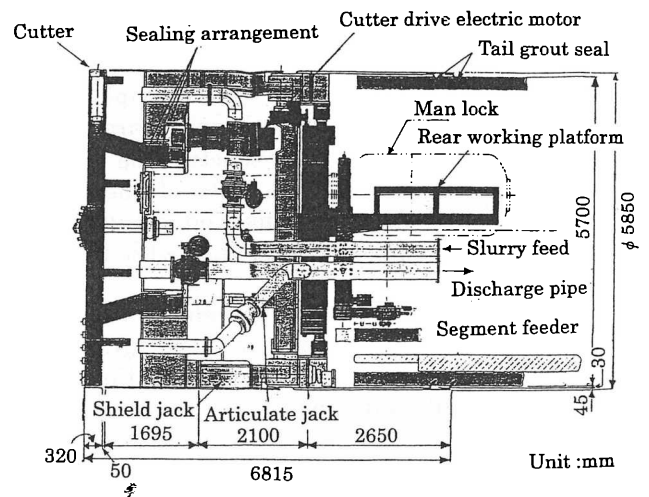 Cutter
Sealing arrangement
Cutter drive electric motor
Tail grout seal
Man lock
Rear working platform
Slurry feed
Discharge pipe
Segment feeder
5700
ϕ 5850
30
45
Shield jack
Articulate jack
1695
2100
2650
320
50
6815
Unit :mm